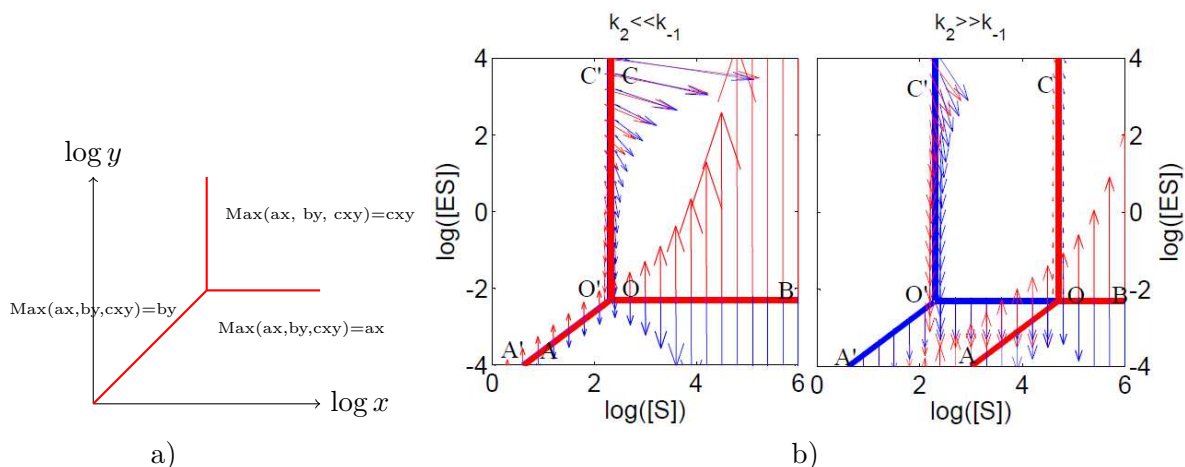 log y
Max(ax, by, cxy)=cxy
Max(ax,by,cxy)=by
Max(ax,by,cxy)=ax
log x
a)
k2<<k-1
log([ES])
4
2
0
-2
-4
C' C
O' O
B
A' A
0 2 4 6
log([S])
k2>>k-1
C' C
O' O B
A' A
0 2 4 6
log([S])
4
2
0
-2
-4
log([ES])
b)